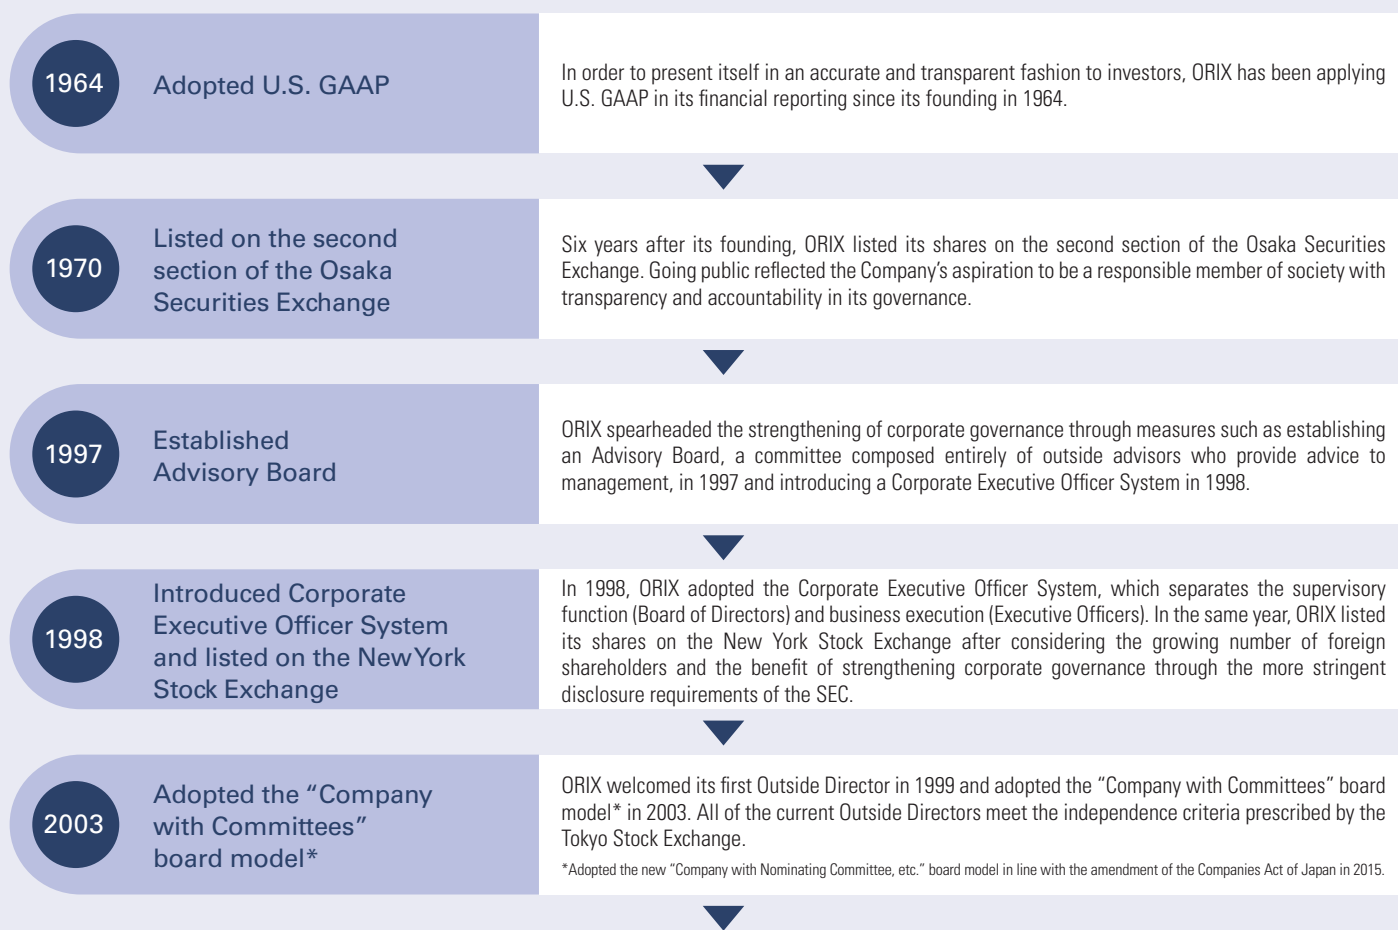 1964
Adopted U.S. GAAP
In order to present itself in an accurate and transparent fashion to investors, ORIX has been applying
U.S. GAAP in its financial reporting since its founding in 1964.
1970
Listed on the second
section of the Osaka
Securities Exchange
Six years after its founding, ORIX listed its shares on the second section of the Osaka Securities
Exchange. Going public reflected the Company’s aspiration to be a responsible member of society with
transparency and accountability in its governance.
1997
Established
Advisory Board
ORIX spearheaded the strengthening of corporate governance through measures such as establishing
an Advisory Board, a committee composed entirely of outside advisors who provide advice to
management, in 1997 and introducing a Corporate Executive Officer System in 1998.
1998
Introduced Corporate
Executive Officer System
and listed on the New York
Stock Exchange
In 1998, ORIX adopted the Corporate Executive Officer System, which separates the supervisory
function (Board of Directors) and business execution (Executive Officers). In the same year, ORIX listed
its shares on the New York Stock Exchange after considering the growing number of foreign
shareholders and the benefit of strengthening corporate governance through the more stringent
disclosure requirements of the SEC.
2003
Adopted the “Company
with Committees”
board model*
ORIX welcomed its first Outside Director in 1999 and adopted the “Company with Committees” board
model* in 2003. All of the current Outside Directors meet the independence criteria prescribed by the
Tokyo Stock Exchange.
*Adopted the new “Company with Nominating Committee, etc.” board model in line with the amendment of the Companies Act of Japan in 2015.